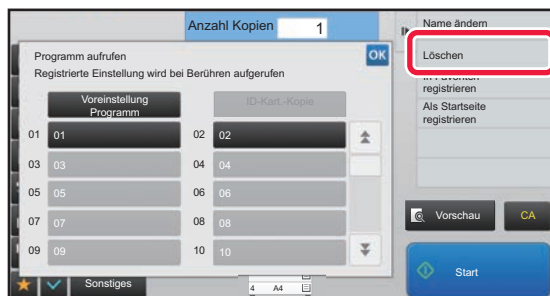 Anzahl Kopien 1
Programm aufrufen
OK
Registrierte Einstellung wird bei Berühren aufgerufen
Voreinstellung
Programm
ID-Kart.-Kopie
01 01
02 02
03 03
04 04
05 05
06 06
07 07
08 08
09 09
10 10
Sonstiges
4 A4
Name ändern
Löschen
In Favoriten
registrieren
Als Startseite
registrieren
Vorschau
CA
Start